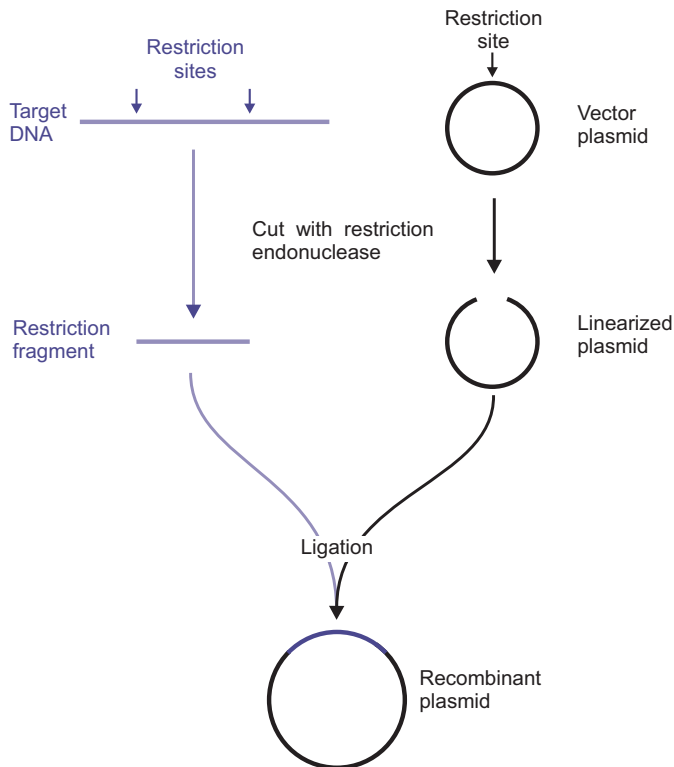 Restriction
sites
Restriction
site
Target
DNA
Vector
plasmid
Cut with restriction
endonuclease
Restriction
fragment
Linearized
plasmid
Ligation
Recombinant
plasmid